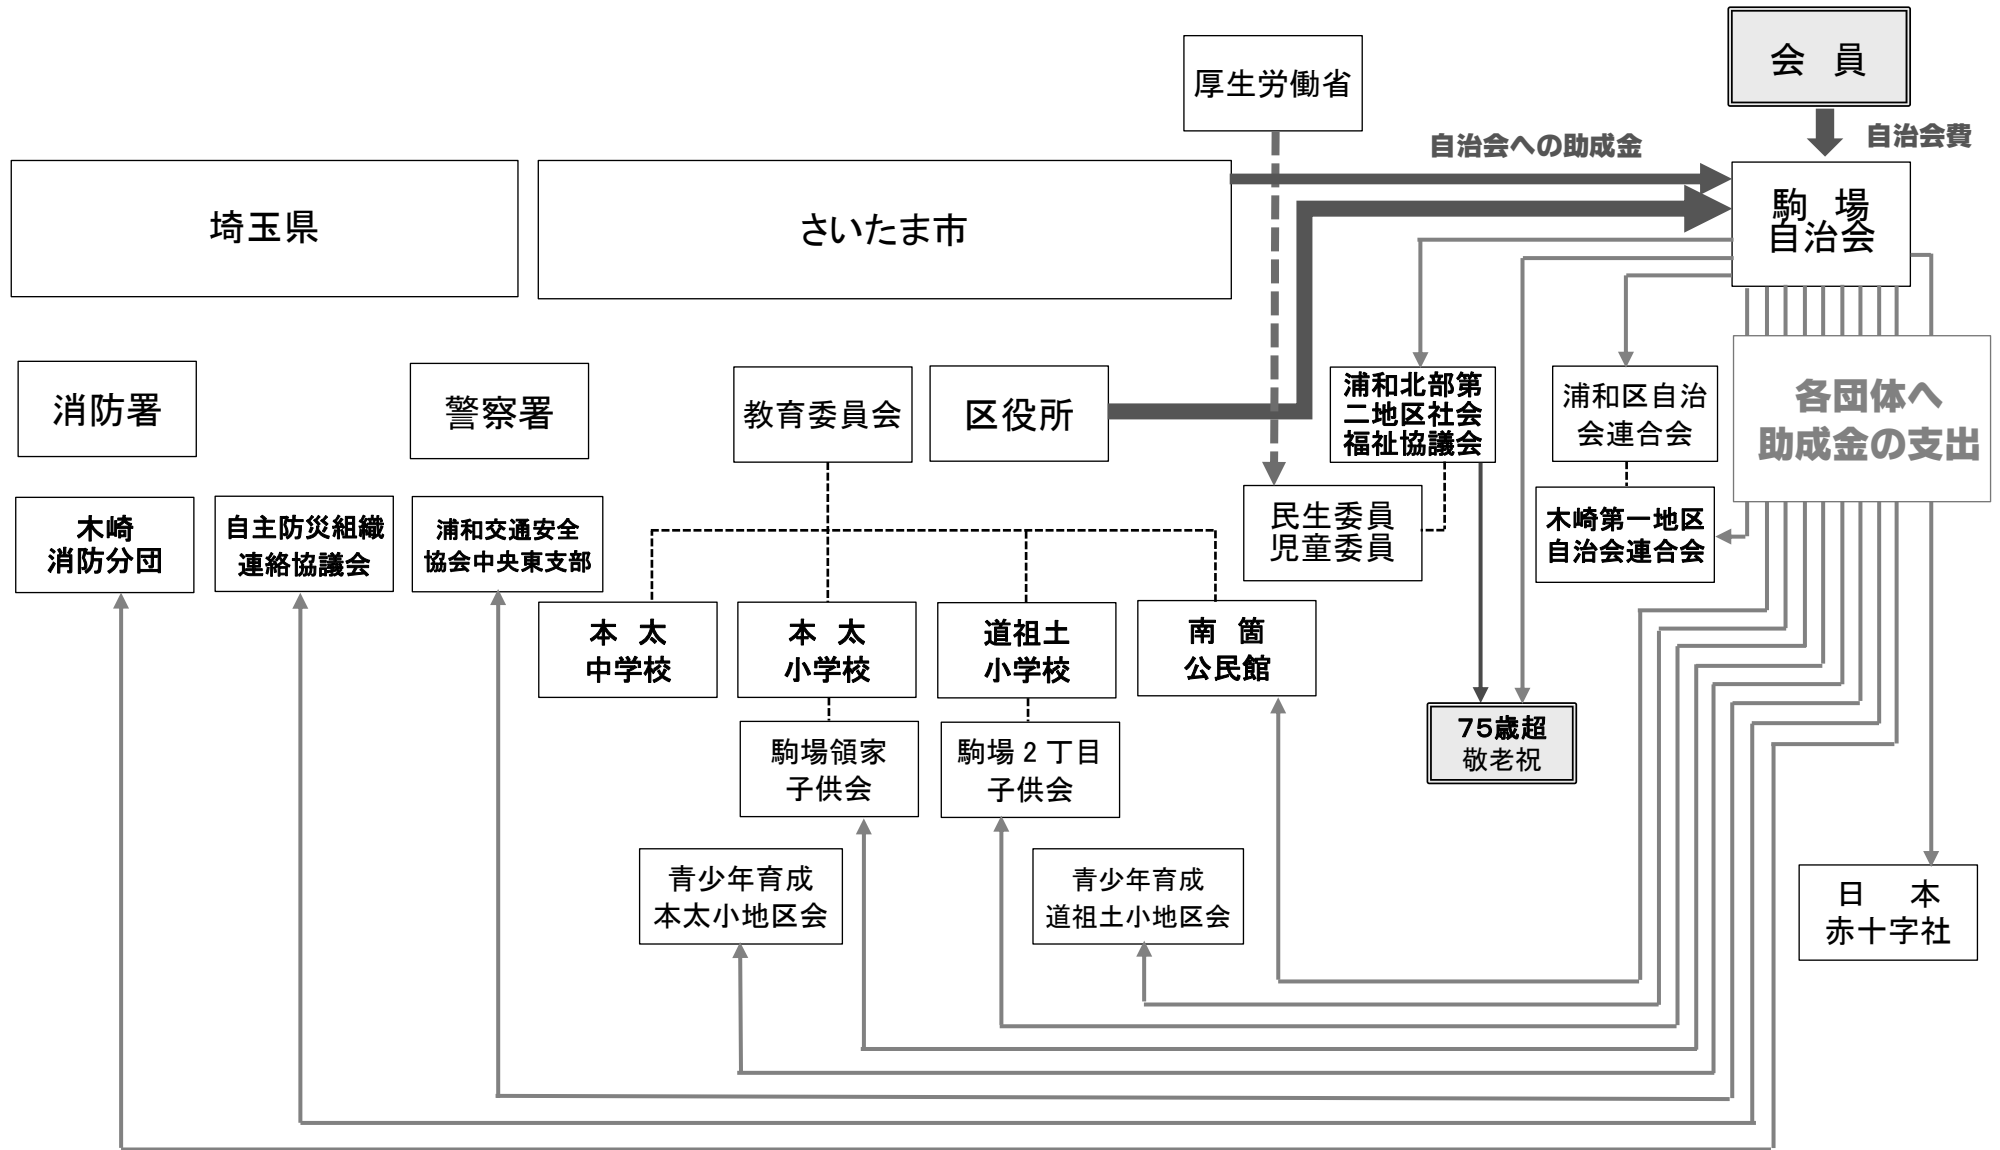 会 員
厚生労働省
自治会への助成金
自治会費
埼玉県
さいたま市
駒 場
自治会
消防署
警察署
教育委員会
区役所
浦和北部第
二地区社会
福祉協議会
浦和区自治
会連合会
各団体へ
助成金の支出
木崎
消防分団
自主防災組織
連絡協議会
浦和交通安全
協会中央東支部
民生委員
児童委員
木崎第一地区
自治会連合会
本 太
中学校
本 太
小学校
道祖土
小学校
南 箇
公民館
75歳超
敬老祝
駒場領家
子供会
駒場2丁目
子供会
青少年育成
本太小地区会
青少年育成
道祖土小地区会
日 本
赤十字社